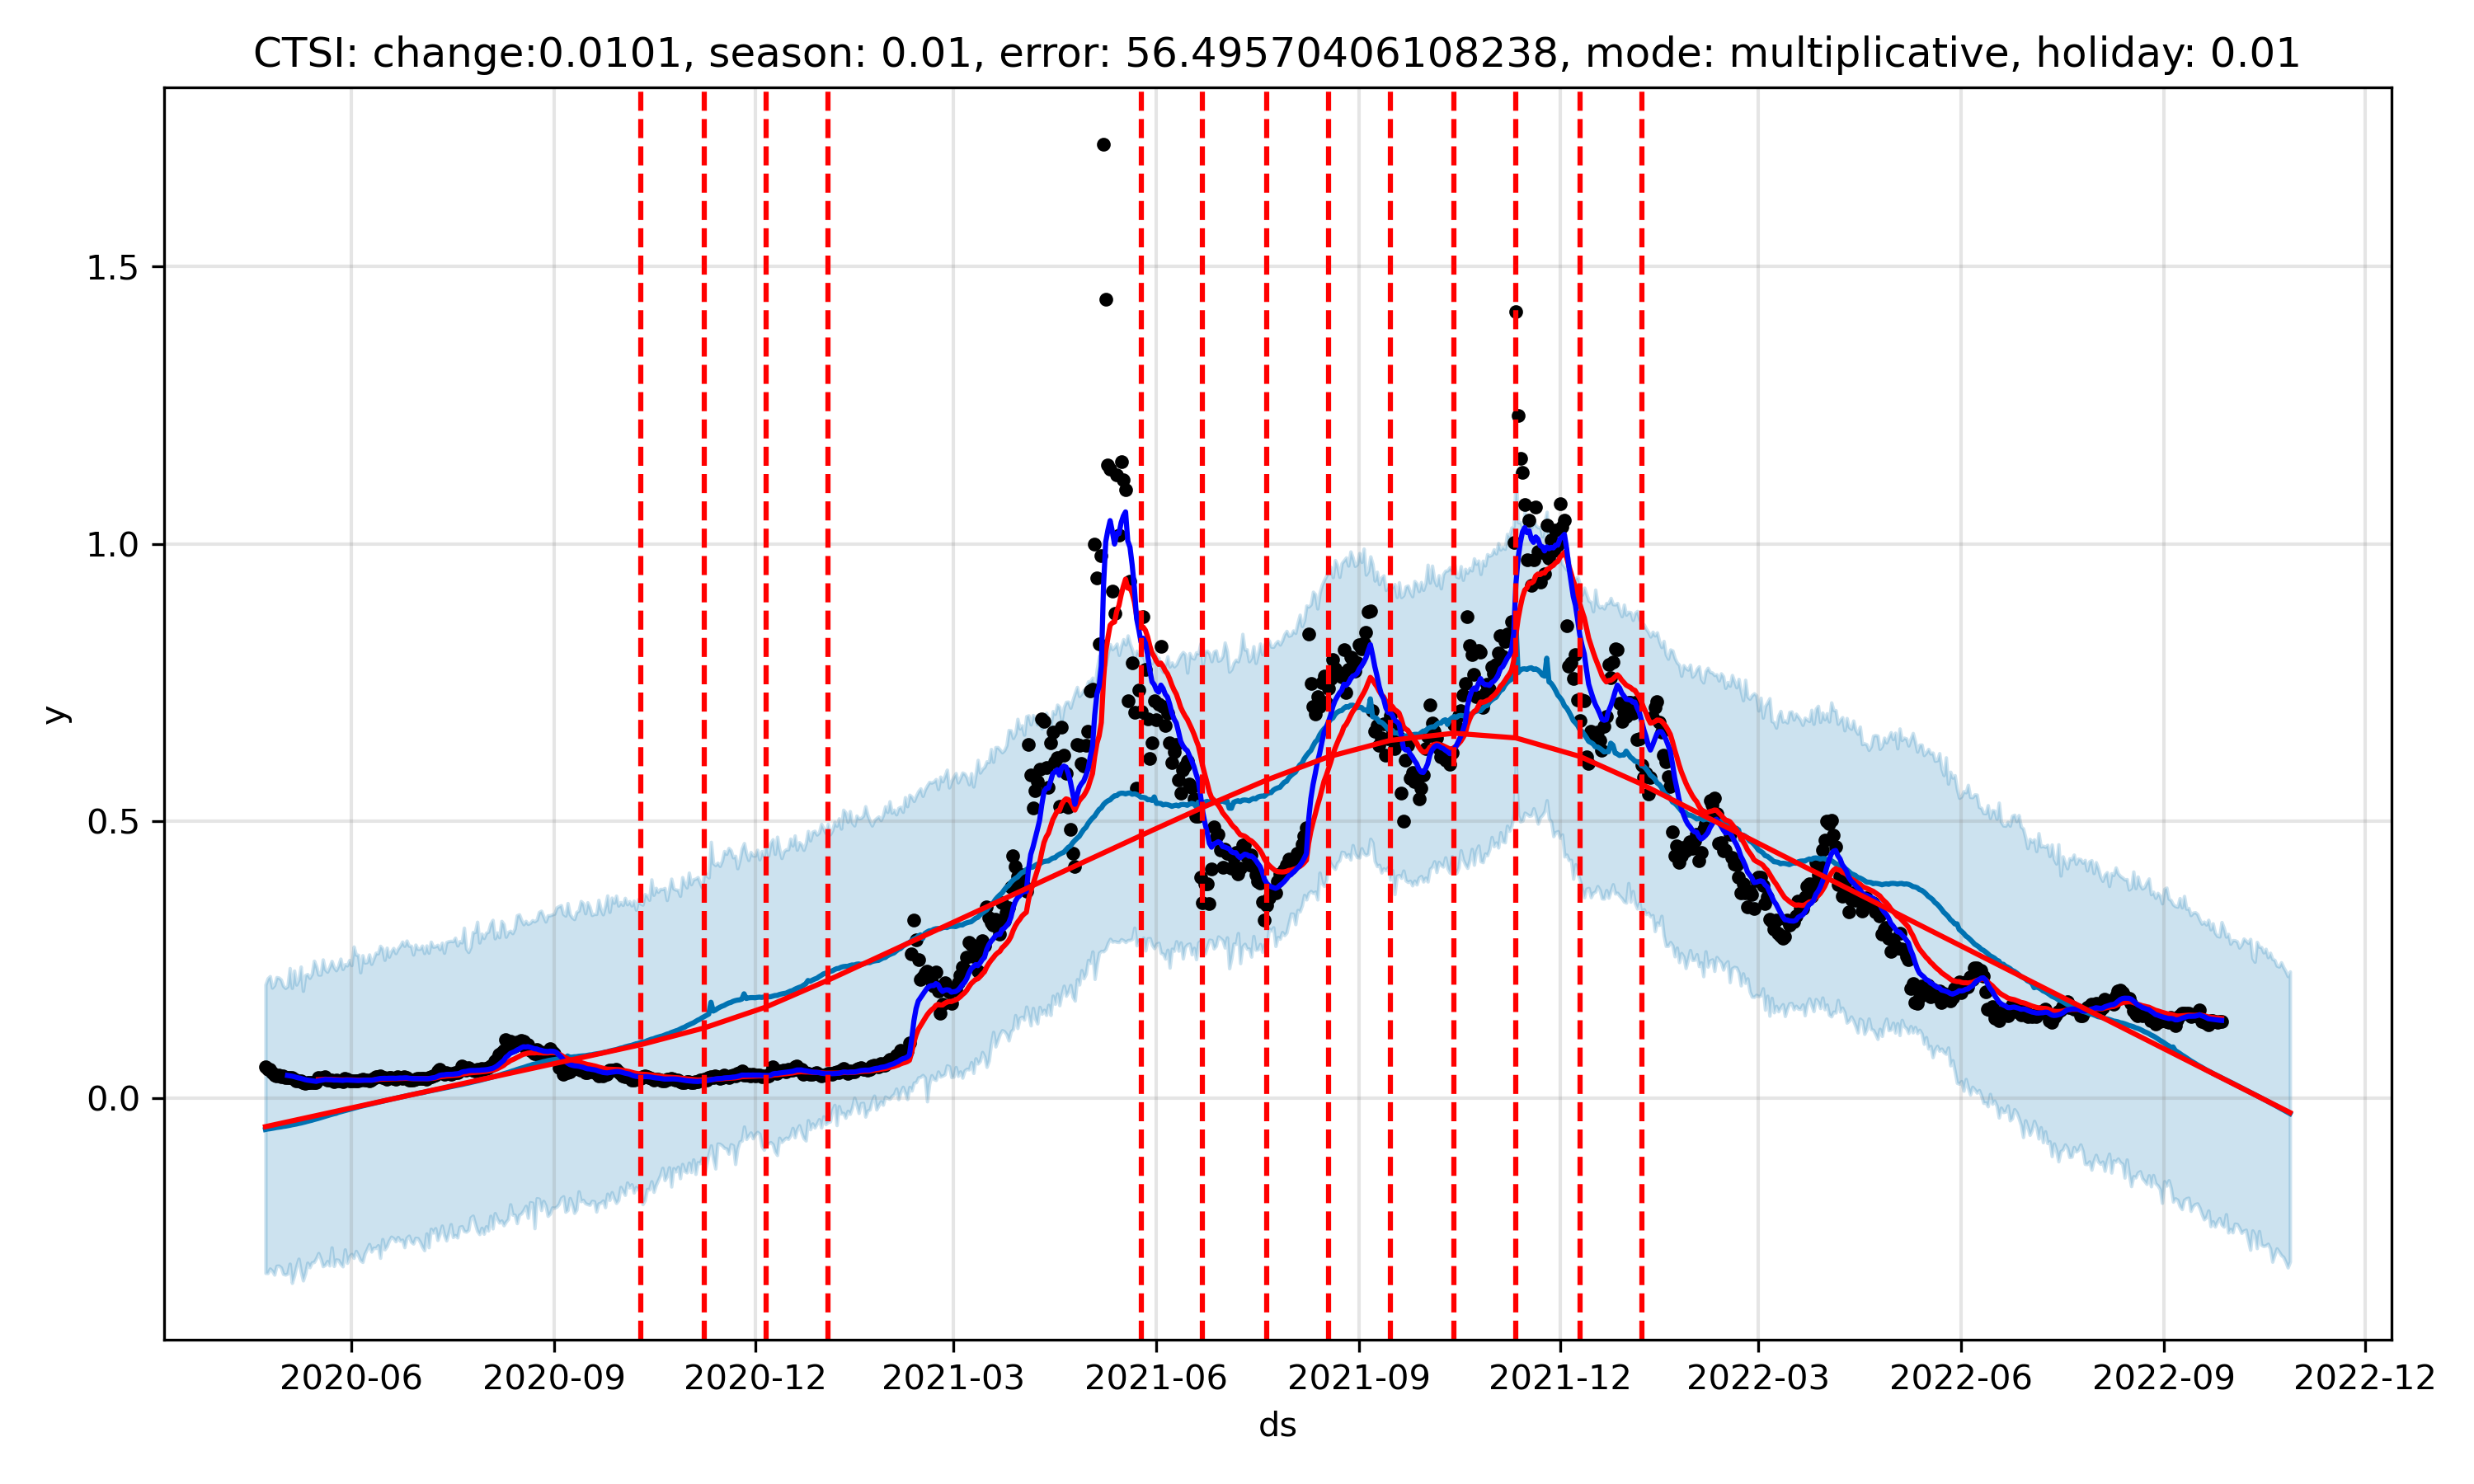 CTSI: change:0.0101, season: 0.01, error: 56.49570406108238, mode: multiplicative, holiday: 0.01
1.5
1.0
0.5
0.0
y
2020-06 2020-09 2020-12 2021-03 2021-06 2021-09 2021-12 2022-03 2022-06 2022-09 2022-12
ds